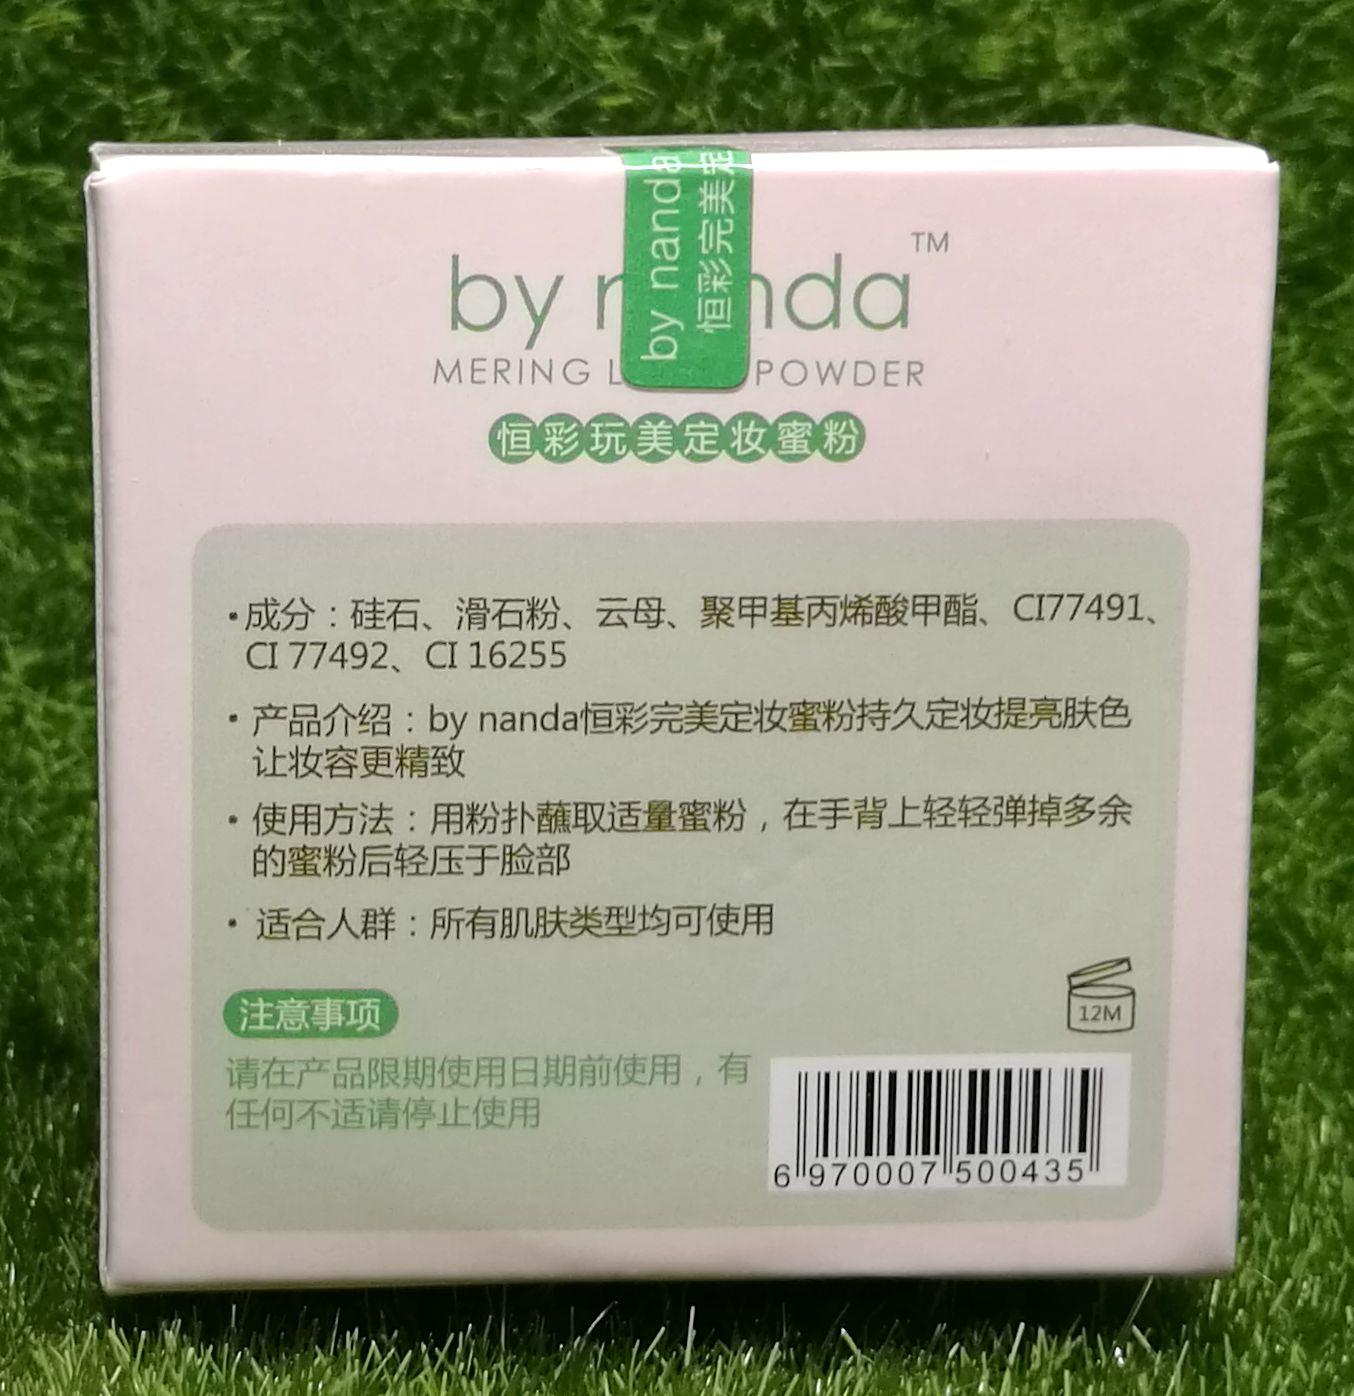 by nanda
恒彩完美定
by nda™
MERING POWDER
恒彩玩美定妆蜜粉
•成分：硅石、滑石粉、云母、聚甲基丙烯酸甲酯、CI77491、
CI 77492、CI 16255
• 产品介绍：by nanda恒彩完美定妆蜜粉持久定妆提亮肤色
让妆容更精致
• 使用方法：用粉扑蘸取适量蜜粉，在手背上轻轻弹掉多余
的蜜粉后轻压于脸部
• 适合人群：所有肌肤类型均可使用
12M
注意事项
请在产品限期使用日期前使用，有
任何不适请停止使用
6 970007 500435